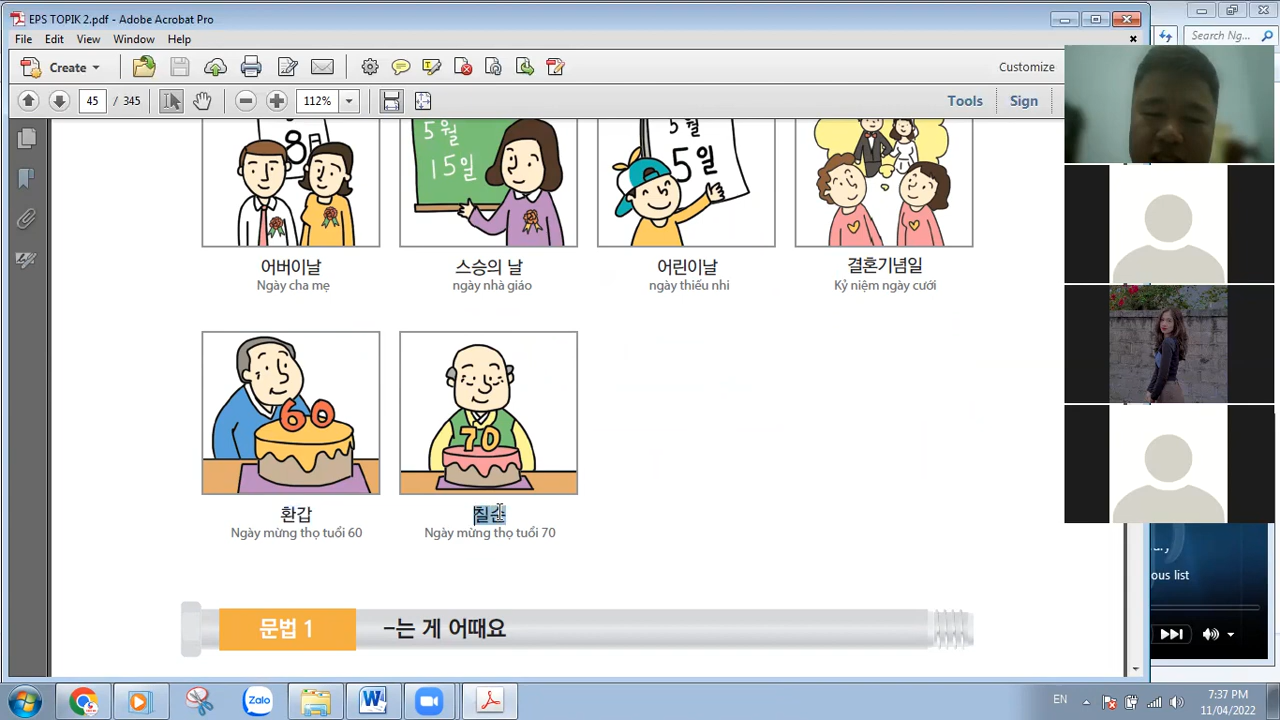 EPS TOPIK 2.pdf - Adobe Acrobat Pro
File Edit View Window Help
Search Ng...
Create
Customize
45 / 345
112%
Tools
Sign
8月
5월
15일
5월
5일
어버이날
스승의 날
어린이날
결혼기념일
Ngày cha mẹ
ngày nhà giáo
ngày thiếu nhi
Kỷ niệm ngày cưới
60
70
환갑
칠순
Ngày mừng thọ tuổi 60
Ngày mừng thọ tuổi 70
ous list
문법 1
–는 게 어때요
Zalo
EN
7:37 PM
11/04/2022